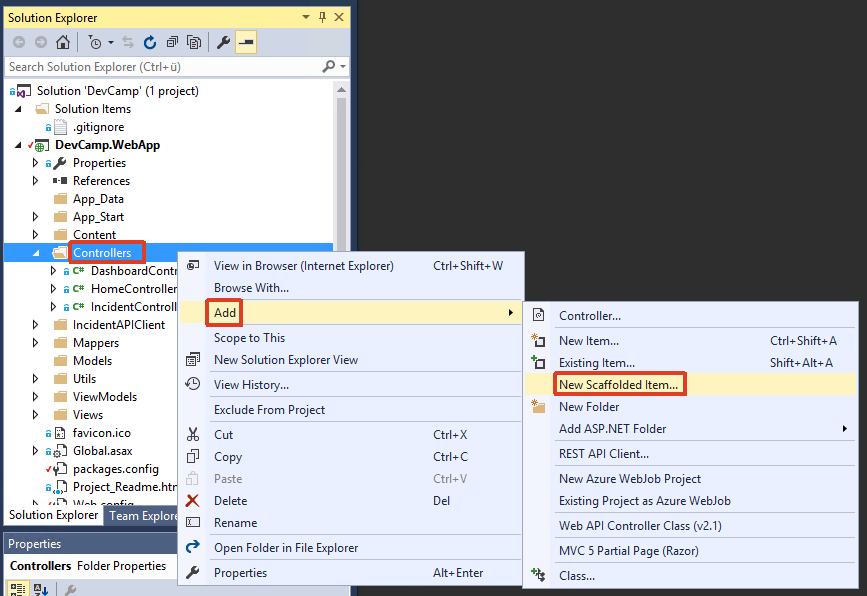 Solution Explorer
Search Solution Explorer (Ctrl+ü)
Solution 'DevCamp' (1 project)
Solution Items
.gitignore
DevCamp.WebApp
Properties
References
App_Data
App_Start
Content
Controllers
DashboardContr
HomeController
IncidentControll
IncidentAPIClient
Mappers
Models
Utils
ViewModels
Views
favicon.ico
Global.asax
packages.config
Project_Readme.htm
Web.config
Solution Explorer
Team Explore
Properties
Controllers Folder Properties
View in Browser (Internet Explorer) Ctrl+Shift+W
Browse With...
Add
Scope to This
New Solution Explorer View
View History...
Exclude From Project
Cut Ctrl+X
Copy Ctrl+C
Paste Ctrl+V
Delete Del
Rename
Open Folder in File Explorer
Properties Alt+Enter
Controller...
New Item... Ctrl+Shift+A
Existing Item... Shift+Alt+A
New Scaffolded Item...
New Folder
Add ASP.NET Folder
REST API Client...
New Azure WebJob Project
Existing Project as Azure WebJob
Web API Controller Class (v2.1)
MVC 5 Partial Page (Razor)
Class...